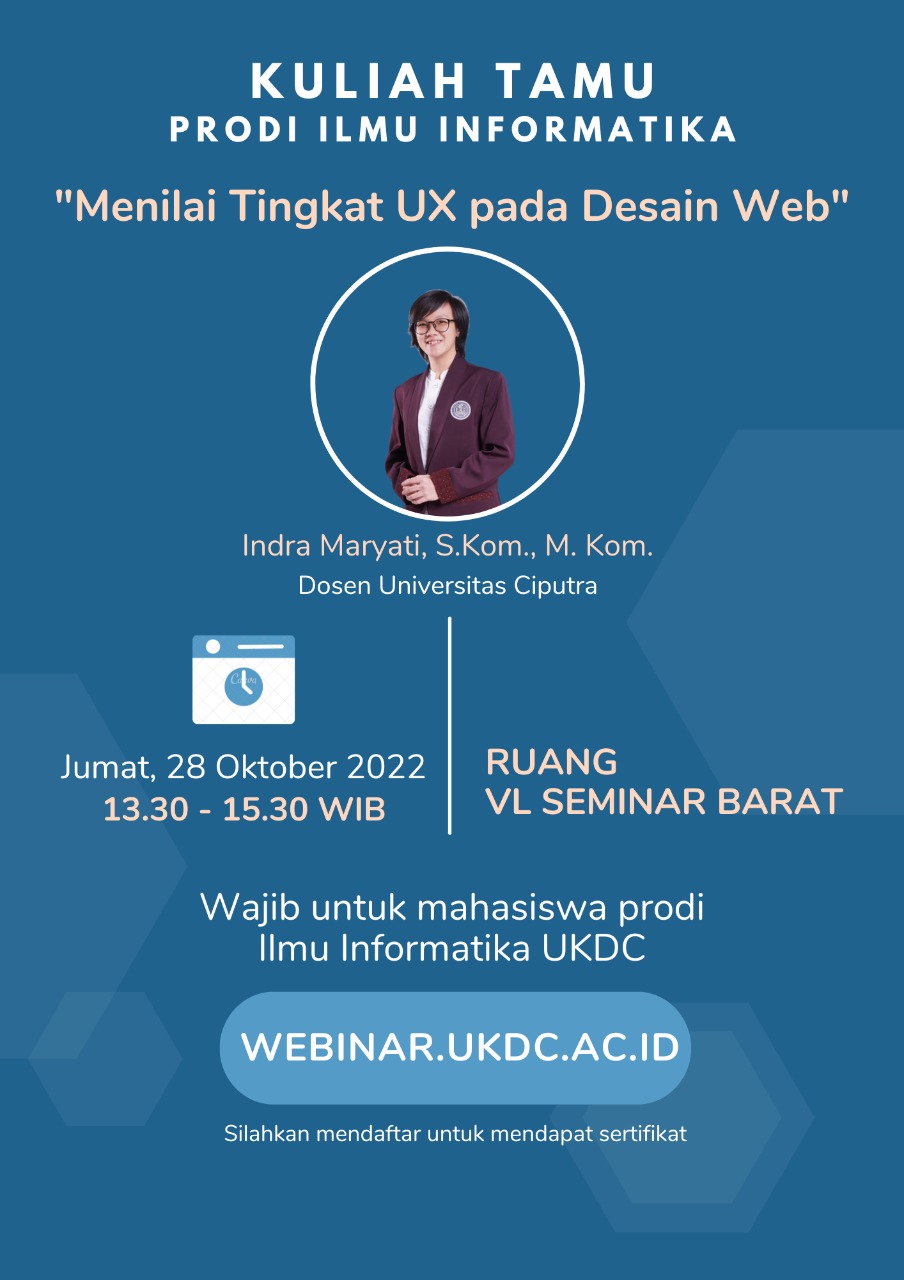 KULIAH TAMU
PRODI ILMU INFORMATIKA
"Menilai Tingkat UX pada Desain Web"
Indra Maryati, S.Kom., M. Kom.
Dosen Universitas Ciputra
Canva
Jumat, 28 Oktober 2022
13.30 - 15.30 WIB
RUANG
VL SEMINAR BARAT
Wajib untuk mahasiswa prodi
Ilmu Informatika UKDC
WEBINAR.UKDC.AC.ID
Silahkan mendaftar untuk mendapat sertifikat